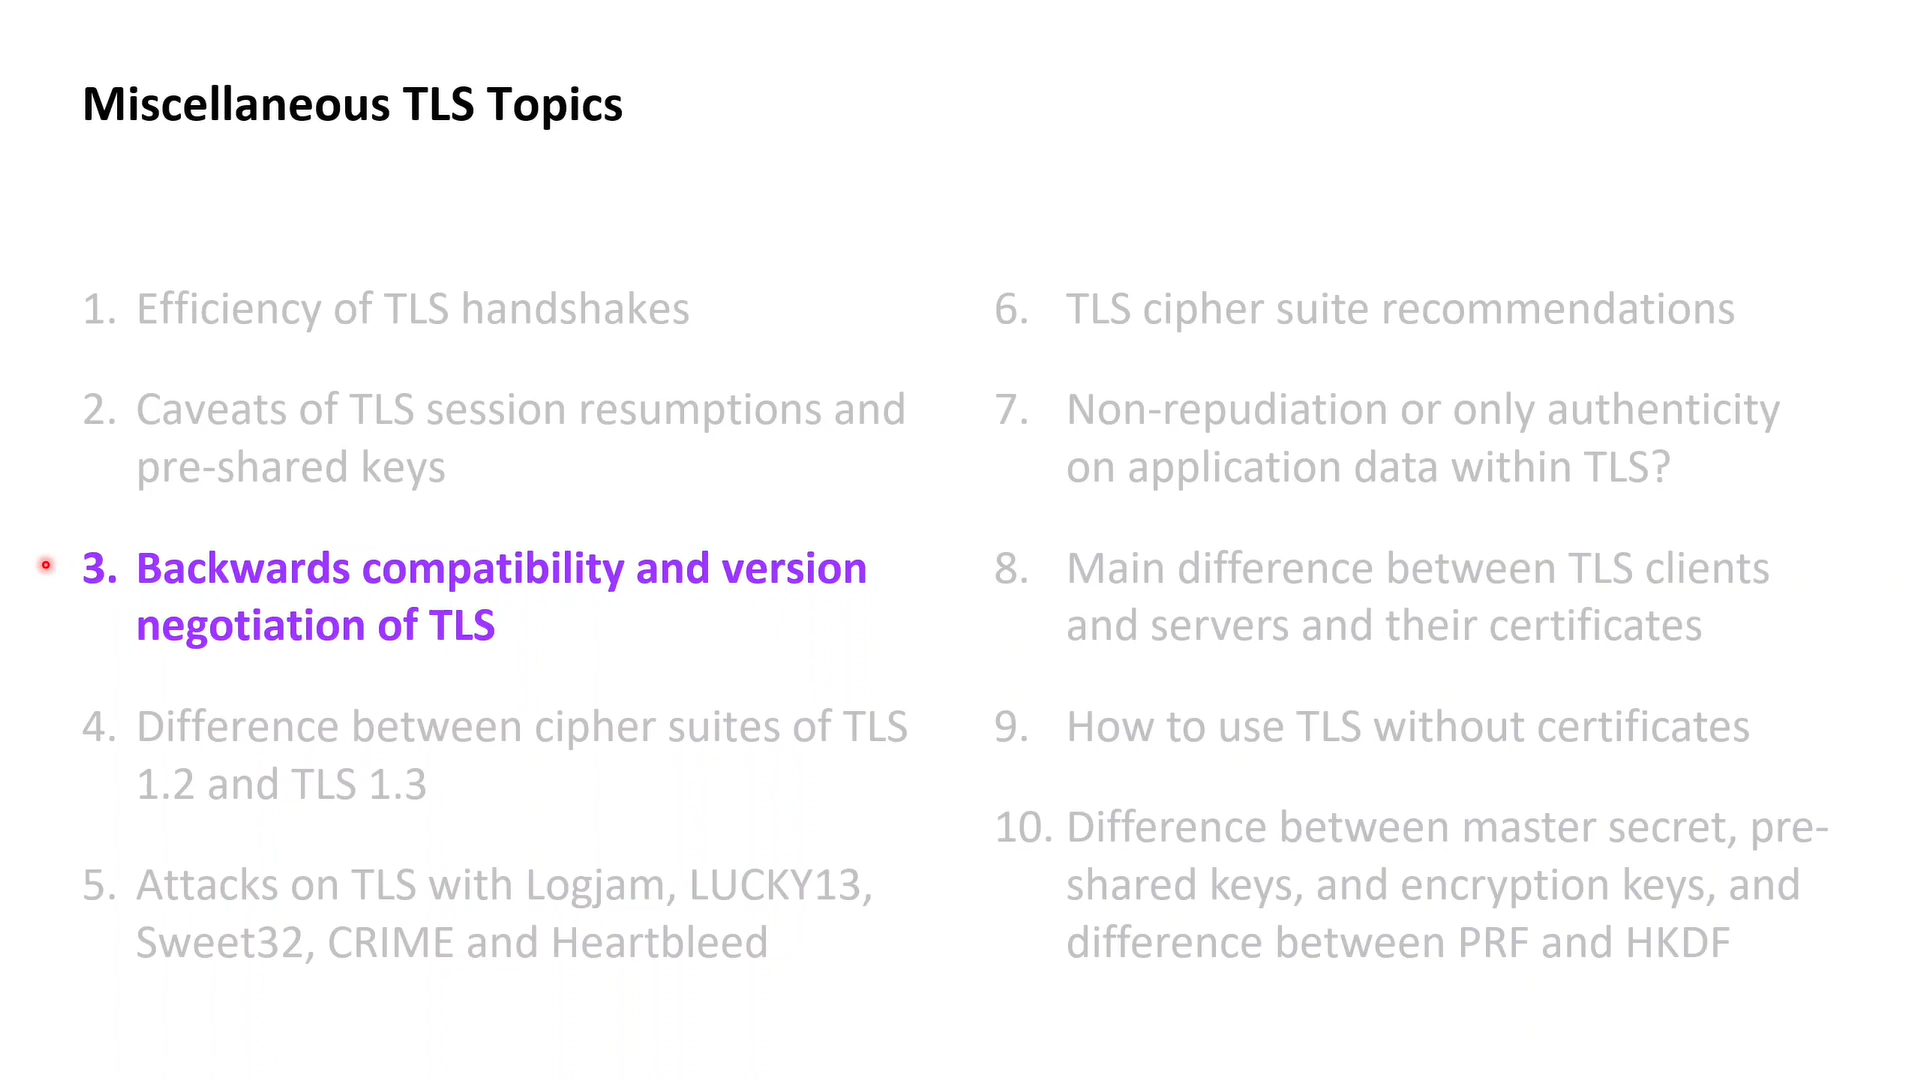 Miscellaneous TLS Topics
1. Efficiency of TLS handshakes
2. Caveats of TLS session resumptions and
pre-shared keys
3. Backwards compatibility and version
negotiation of TLS
4. Difference between cipher suites of TLS
1.2 and TLS 1.3
5. Attacks on TLS with Logjam, LUCKY13,
Sweet32, CRIME and Heartbleed
6. TLS cipher suite recommendations
7. Non-repudiation or only authenticity
on application data within TLS?
8. Main difference between TLS clients
and servers and their certificates
9. How to use TLS without certificates
10. Difference between master secret, pre-
shared keys, and encryption keys, and
difference between PRF and HKDF